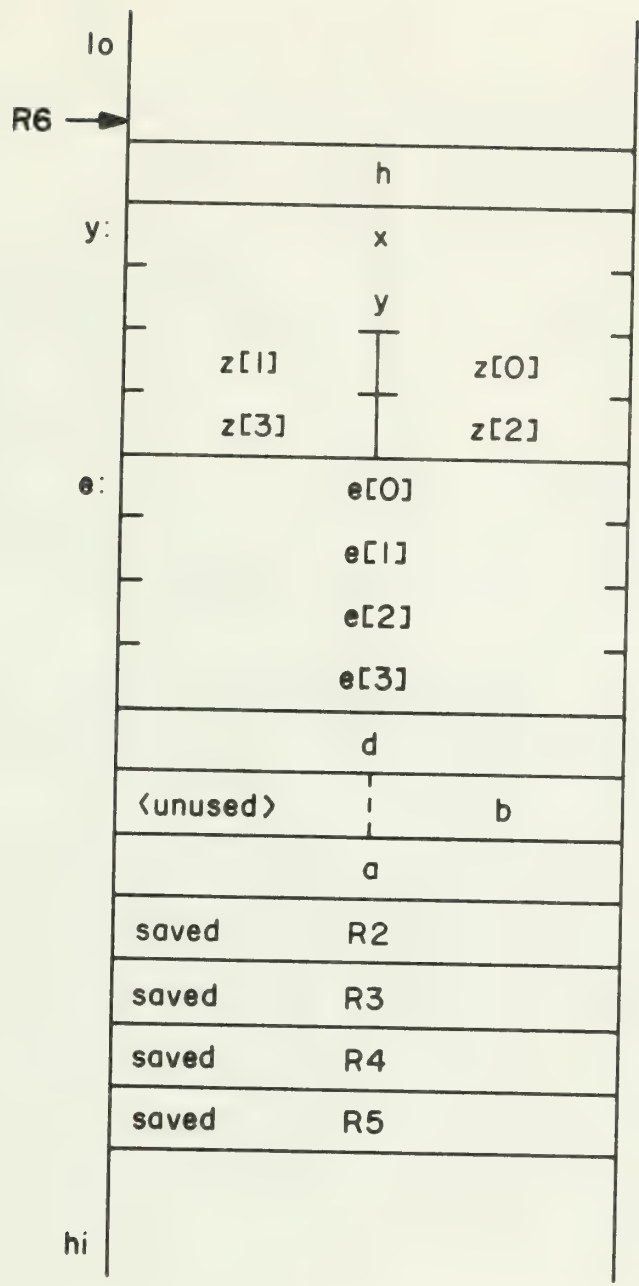 lo
R6
h
y: x
y
z[1] z[0]
z[3] z[2]
e: e[0]
e[1]
e[2]
e[3]
d
<unused> b
a
saved R2
saved R3
saved R4
saved R5
hi